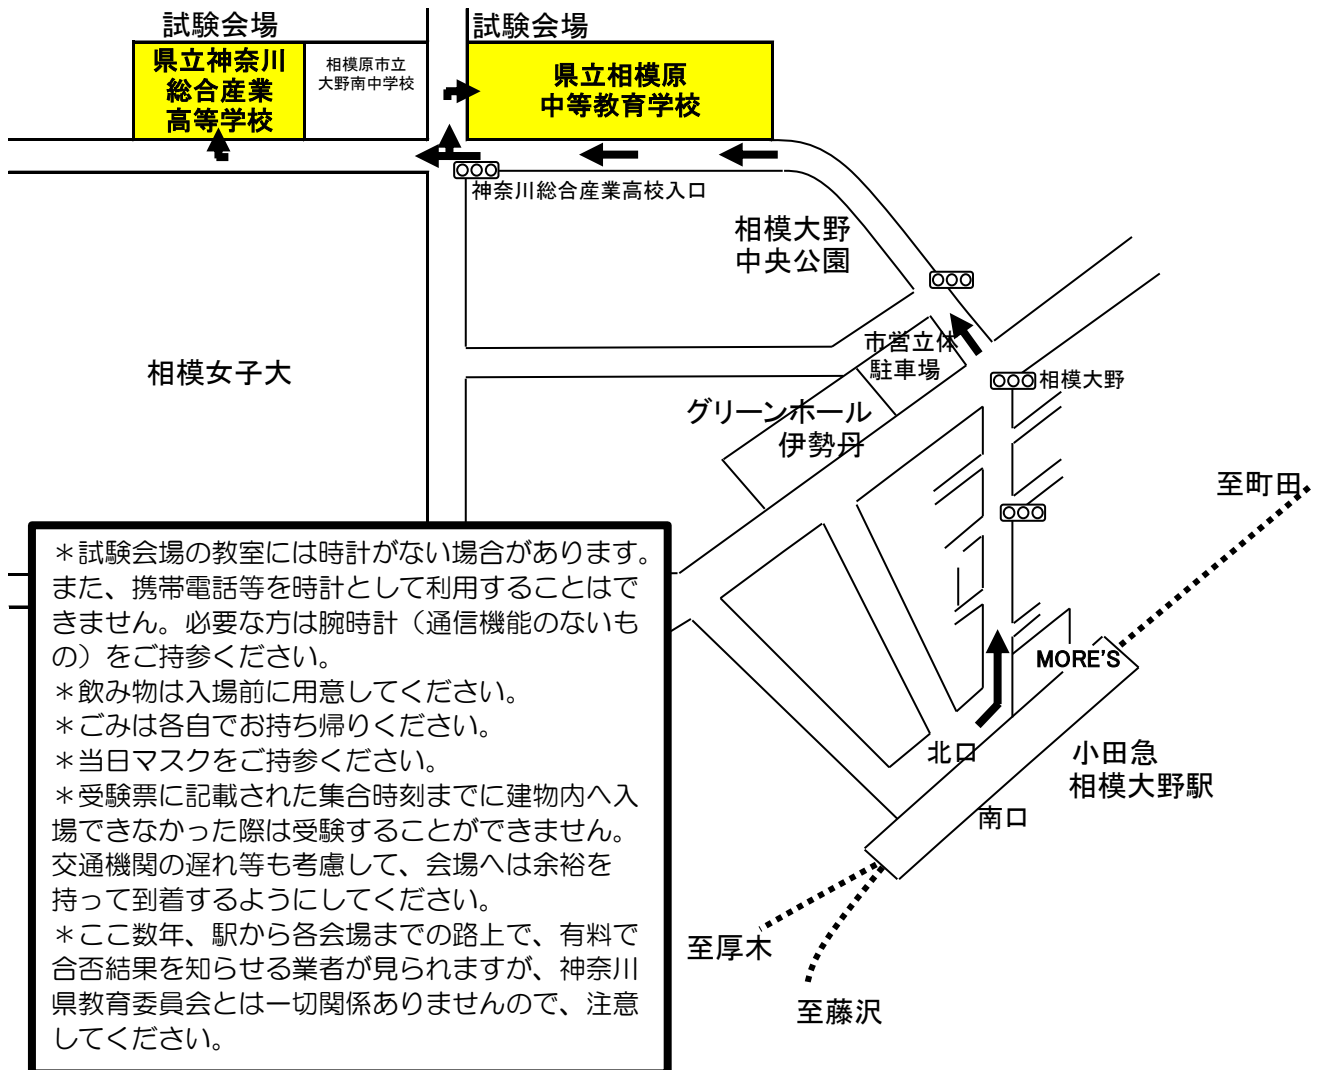 試験会場
試験会場
県立神奈川
総合産業
高等学校
相模原市立
大野南中学校
県立相模原
中等教育学校
神奈川総合産業高校入口
相模大野
中央公園
相模女子大
市営立体
駐車場
相模大野
グリーンホール
伊勢丹
至町田
MORE'S
北口
小田急
相模大野駅
南口
至厚木
至藤沢
＊試験会場の教室には時計がない場合があります。
また、携帯電話等を時計として利用することはで
きません。必要な方は腕時計（通信機能のないも
の）をご持参ください。
＊飲み物は入場前に用意してください。
＊ごみは各自でお持ち帰りください。
＊当日マスクをご持参ください。
＊受験票に記載された集合時刻までに建物内へ入
場できなかった際は受験することができません。
交通機関の遅れ等も考慮して、会場へは余裕を
持って到着するようにしてください。
＊ここ数年、駅から各会場までの路上で、有料で
合否結果を知らせる業者が見られますが、神奈川
県教育委員会とは一切関係ありませんので、注意
してください。